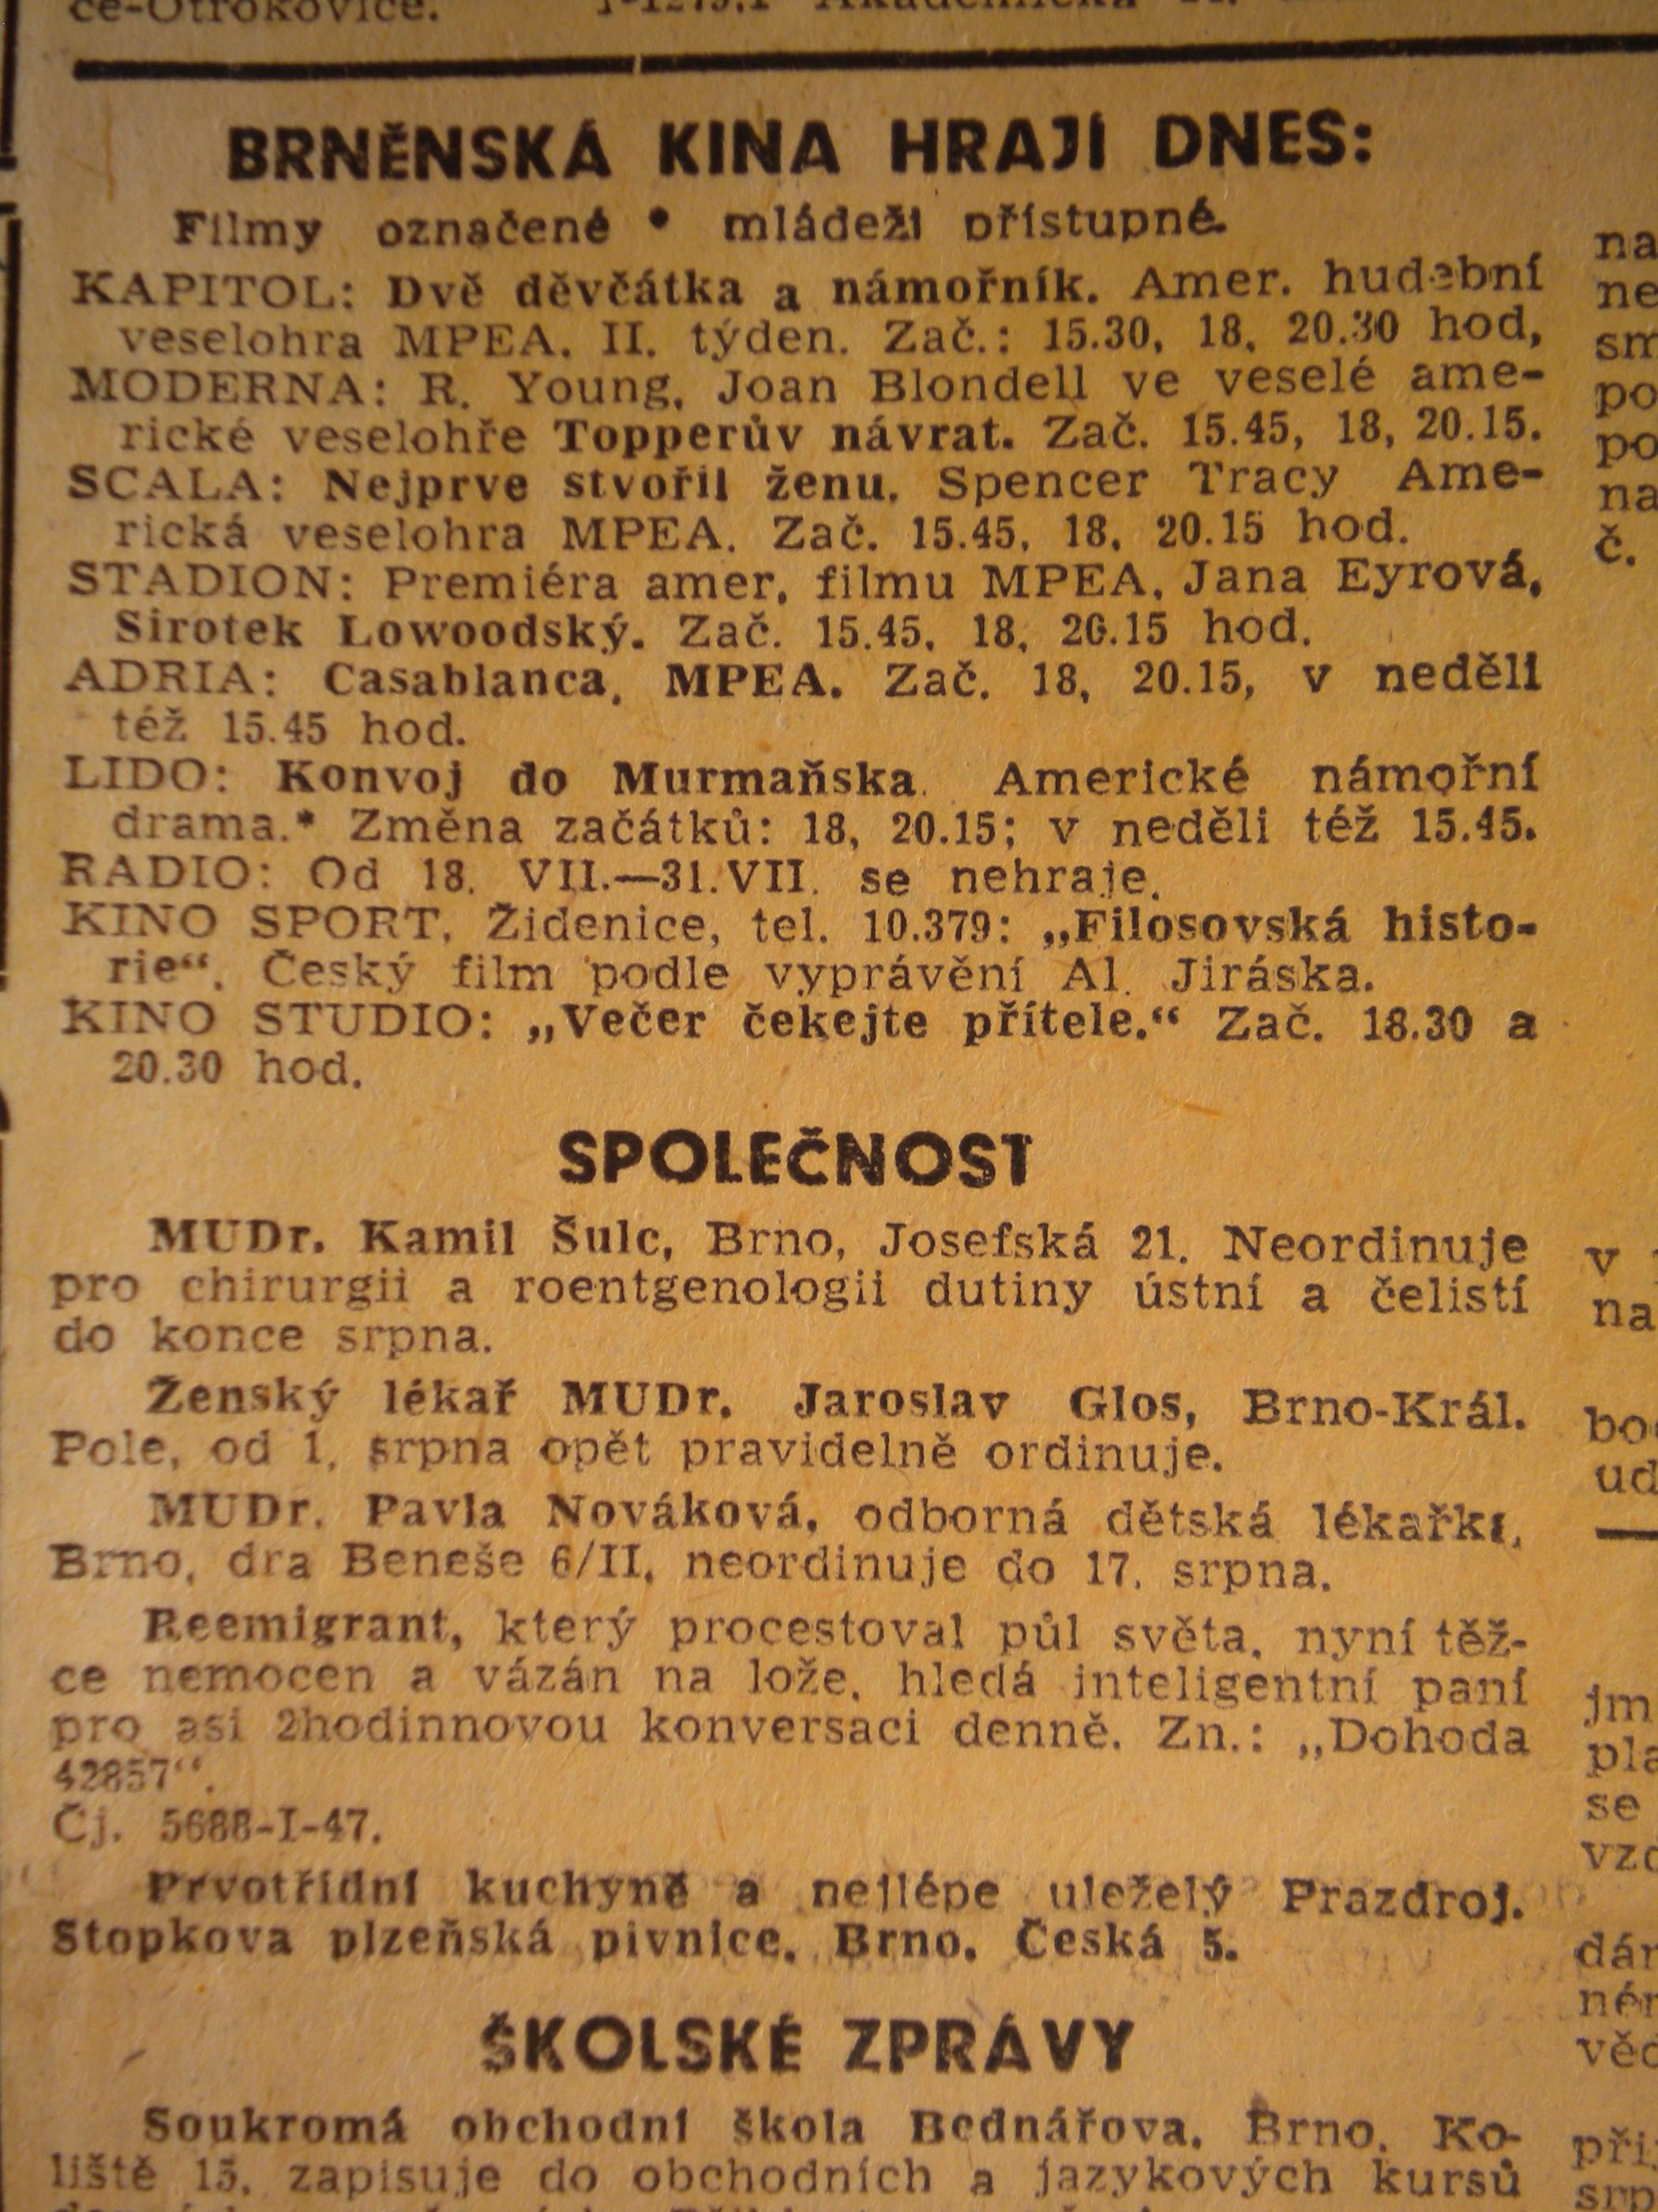 ce-Otrokovice.
BRNĚNSKÁ KINA HRAJÍ DNES:
Filmy označené * mládeži přístupné.
KAPITOL: Dvě děvčátka a námořník. Amer. hudební
veselohra MPEA. II. týden. Zač.: 15.30, 18, 20.30 hod,
MODERNA: R. Young, Joan Blondell ve veselé ame-
rické veselohře Topperův návrat. Zač. 15.45, 18, 20.15.
SCALA: Nejprve stvořil ženu. Spencer Tracy Ame-
rická veselohra MPEA. Zač. 15.45, 18, 20.15 hod.
STADION: Premiéra amer. filmu MPEA, Jana Eyrová,
Sirotek Lowoodský. Zač. 15.45, 18, 20.15 hod.
ADRIA: Casablanca, MPEA. Zač. 18, 20.15, v neděli
též 15.45 hod.
LIDO: Konvoj do Murmaňska. Americké námořní
drama.* Změna začátků: 18, 20.15; v neděli též 15.45.
RADIO: Od 18. VII.—31.VII. se nehraje.
KINO SPORT, Židenice, tel. 10.379: „Filosovská histo-
rie“. Český film podle vyprávění Al. Jiráska.
KINO STUDIO: „Večer čekejte přítele.“ Zač. 18.30 a
20.30 hod.
SPOLEČNOST
MUDr. Kamil Šulc, Brno, Josefská 21. Neordinuje
pro chirurgii a roentgenologii dutiny ústní a čelistí
do konce srpna.
Ženský lékař MUDr. Jaroslav Glos, Brno-Král.
Pole, od 1. srpna opět pravidelně ordinuje.
MUDr. Pavla Nováková, odborná dětská lékařka,
Brno, dra Beneše 6/II, neordinuje do 17. srpna.
Reemigrant, který procestoval půl světa, nyní těž-
ce nemocen a vázán na lože, hledá inteligentní paní
pro asi 2hodinnovou konversaci denně. Zn.: „Dohoda
42857“.
Čj. 5688-I-47.
Prvotřídní kuchyně a nejlépe uleželý Prazdroj.
Stopkova plzeňská pivnice, Brno, Česká 5.
ŠKOLSKÉ ZPRÁVY
Soukromá obchodní škola Bednářova, Brno, Ko-
liště 15, zapisuje do obchodních a jazykových kursů